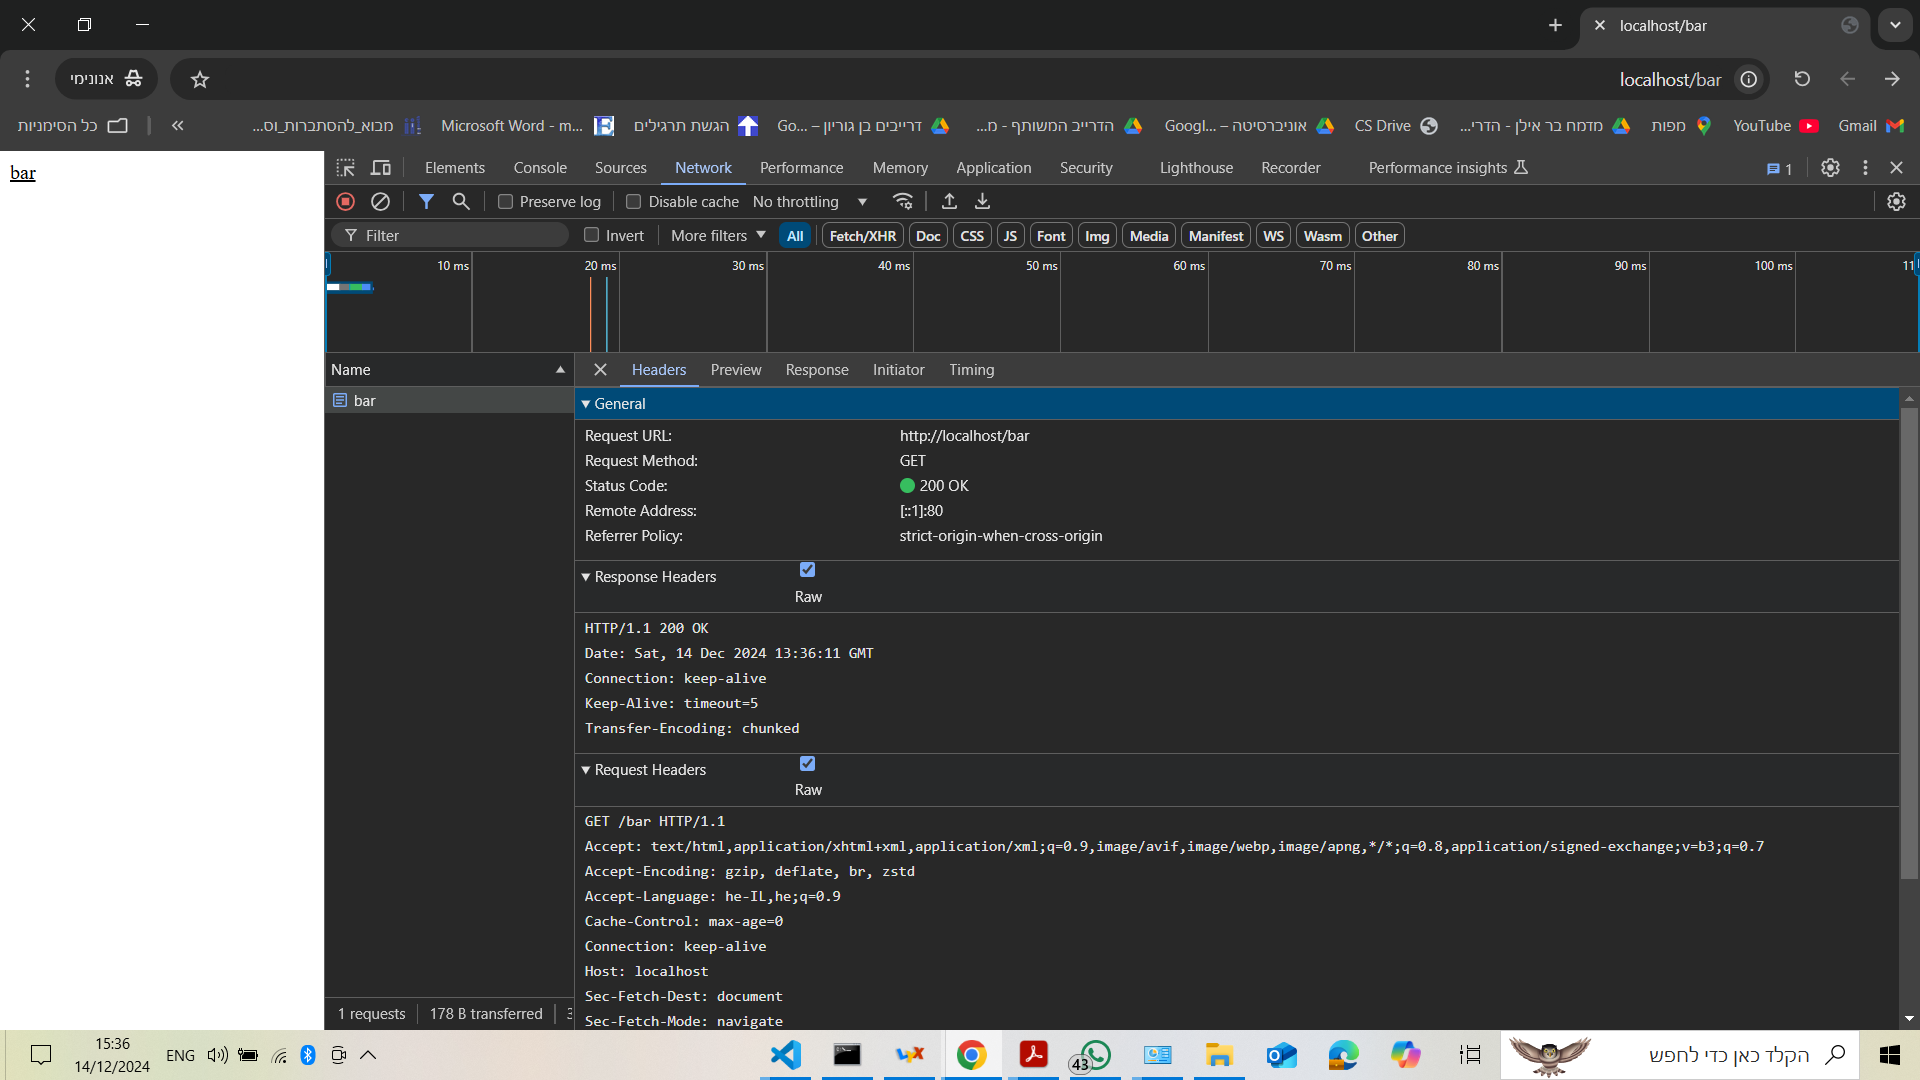 localhost/bar
אנונימי
localhost/bar
כל הסימניות
«
מבוא_להסתברות_וס...
Microsoft Word - m...
הגשת תרגילים
דרייבים בן גוריון – Go...
הדרייב המשותף - מ...
אוניברסיטה – Googl...
CS Drive
מדמח בר אילן - הדרי...
מפות
YouTube
Gmail
bar
Elements Console Sources Network Performance Memory Application Security Lighthouse Recorder Performance insights 1
Preserve log Disable cache No throttling
Filter Invert More filters All Fetch/XHR Doc CSS JS Font Img Media Manifest WS Wasm Other
10 ms 20 ms 30 ms 40 ms 50 ms 60 ms 70 ms 80 ms 90 ms 100 ms 11
Name
bar
Headers Preview Response Initiator Timing
General
Request URL: http://localhost/bar
Request Method: GET
Status Code: 200 OK
Remote Address: [::1]:80
Referrer Policy: strict-origin-when-cross-origin
Response Headers
Raw
HTTP/1.1 200 OK
Date: Sat, 14 Dec 2024 13:36:11 GMT
Connection: keep-alive
Keep-Alive: timeout=5
Transfer-Encoding: chunked
Request Headers
Raw
GET /bar HTTP/1.1
Accept: text/html,application/xhtml+xml,application/xml;q=0.9,image/avif,image/webp,image/apng,*/*;q=0.8,application/signed-exchange;v=b3;q=0.7
Accept-Encoding: gzip, deflate, br, zstd
Accept-Language: he-IL,he;q=0.9
Cache-Control: max-age=0
Connection: keep-alive
Host: localhost
Sec-Fetch-Dest: document
Sec-Fetch-Mode: navigate
1 requests 178 B transferred
15:36
14/12/2024
ENG
43
הקלד כאן כדי לחפש